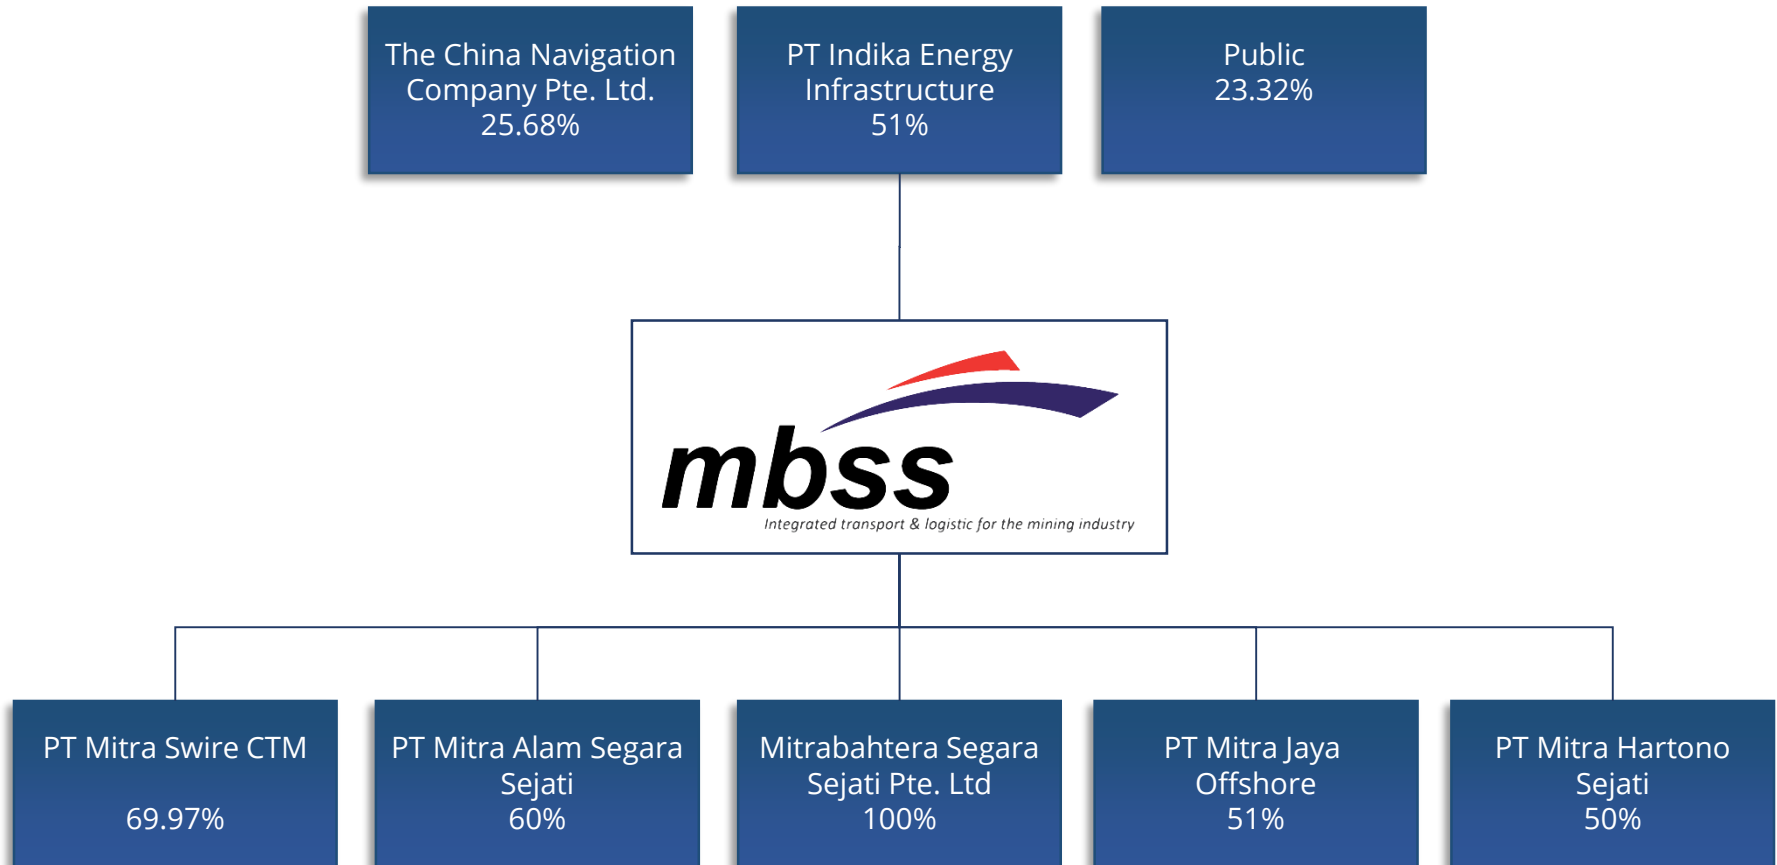 The China Navigation
Company Pte. Ltd.
25.68%
PT Indika Energy
Infrastructure
51%
Public
23.32%
mbss
Integrated transport & logistic for the mining industry
PT Mitra Swire CTM
69.97%
PT Mitra Alam Segara
Sejati
60%
Mitrabahtera Segara
Sejati Pte. Ltd
100%
PT Mitra Jaya
Offshore
51%
PT Mitra Hartono
Sejati
50%